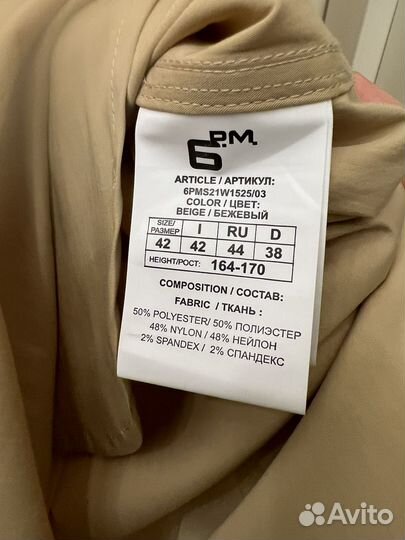 6 P.M.
ARTICLE / АРТИКУЛ:
6PMS21W1525/03
COLOR / ЦВЕТ:
BEIGE / БЕЖЕВЫЙ
SIZE/РАЗМЕР I RU D
42 42 44 38
HEIGHT/РОСТ: 164-170
COMPOSITION / СОСТАВ:
FABRIC / ТКАНЬ :
50% POLYESTER/ 50% ПОЛИЭСТЕР
48% NYLON / 48% НЕЙЛОН
2% SPANDEX / 2% СПАНДЕКС
Avito